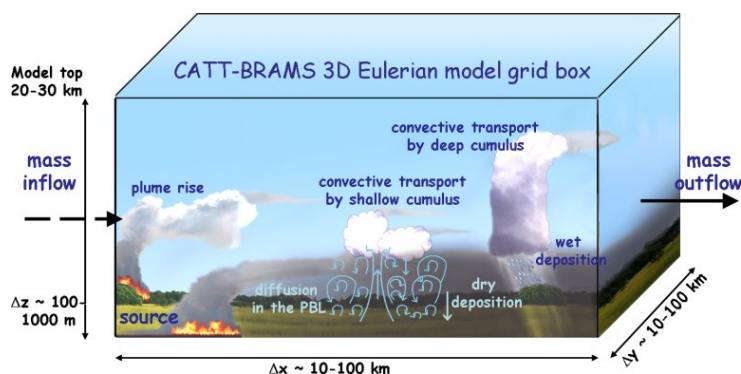 CATT-BRAMS 3D Eulerian model grid box
Model top
20-30 km
mass
inflow
plume rise
convective transport
by shallow cumulus
convective transport
by deep cumulus
mass
outflow
wet
deposition
diffusion
in the PBL
dry
deposition
Δz ~ 100-
1000 m
source
Δx ~ 10-100 km
Δy ~ 10-100 km